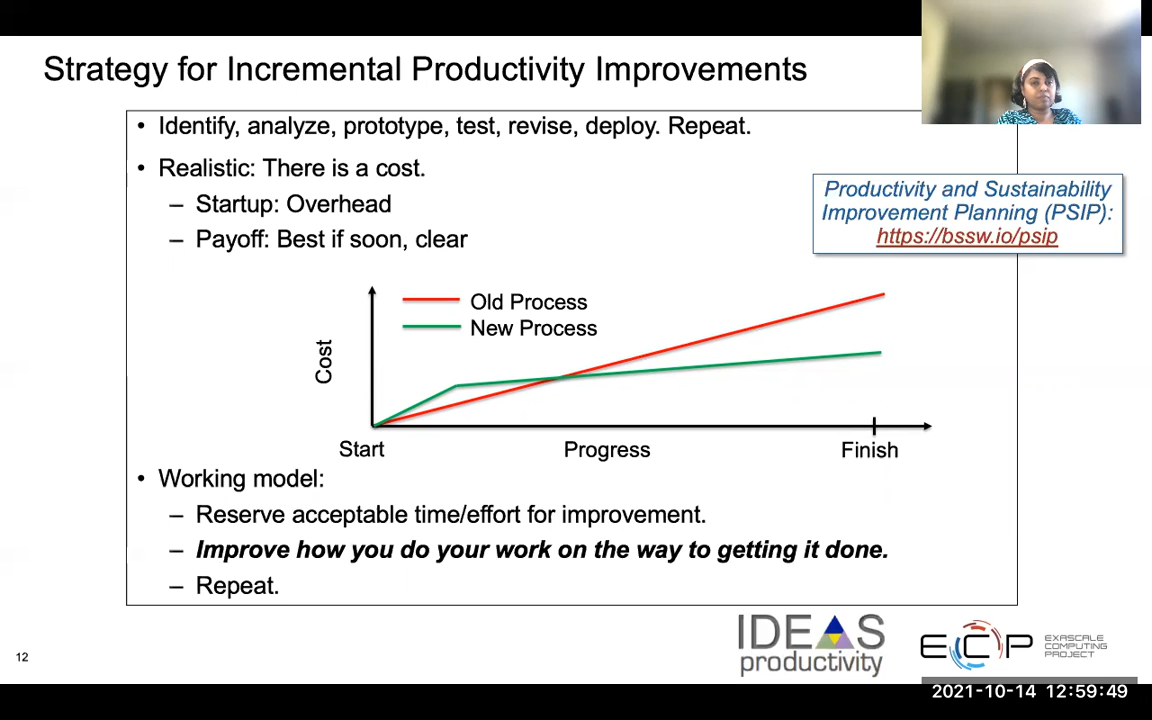 Strategy for Incremental Productivity Improvements
• Identify, analyze, prototype, test, revise, deploy. Repeat.
• Realistic: There is a cost.
– Startup: Overhead
– Payoff: Best if soon, clear
Productivity and Sustainability
Improvement Planning (PSIP):
https://bssw.io/psip
Old Process
New Process
Cost
Start
Progress
Finish
• Working model:
– Reserve acceptable time/effort for improvement.
– Improve how you do your work on the way to getting it done.
– Repeat.
IDEAS
productivity
ECP
EXASCALE
COMPUTING
PROJECT
12
2021-10-14 12:59:49